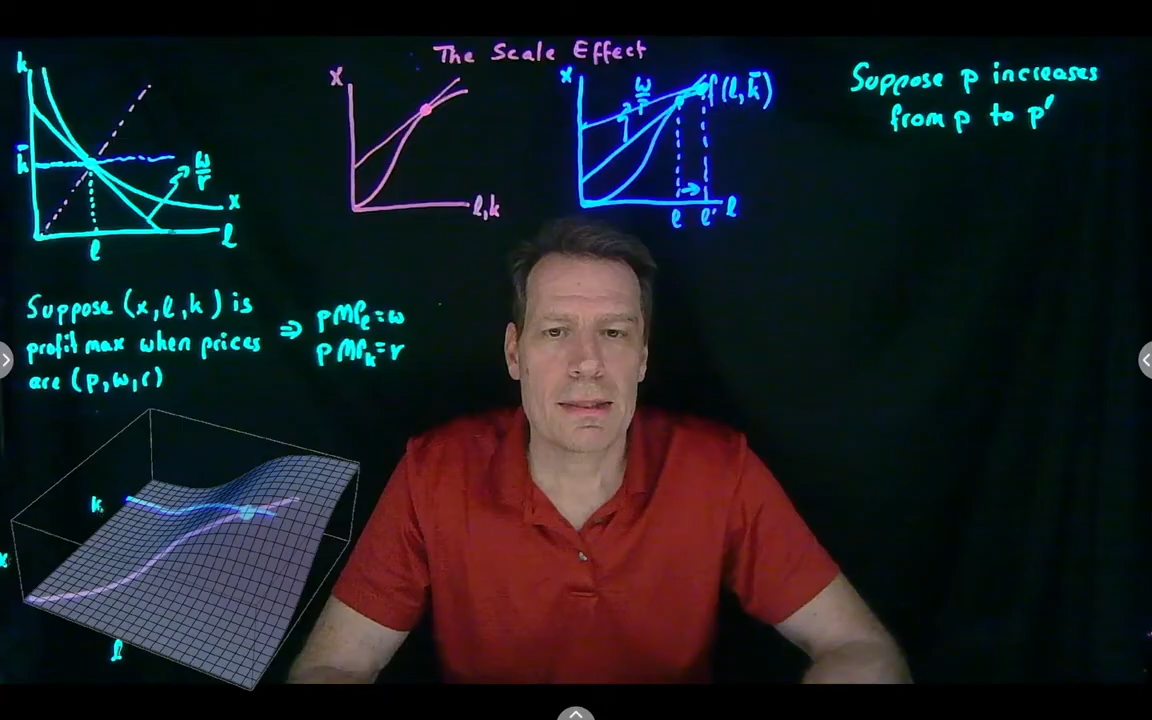 The Scale Effect
k
k̄
w/r
x
l
l
x
l,k
x
w/r
f(l,k̄)
l l' l
Suppose p increases
from p to p'
Suppose (x,l,k) is
profit max when prices
are (p,w,r)
⇒ pMPl=w
pMPk=r
k
x
l